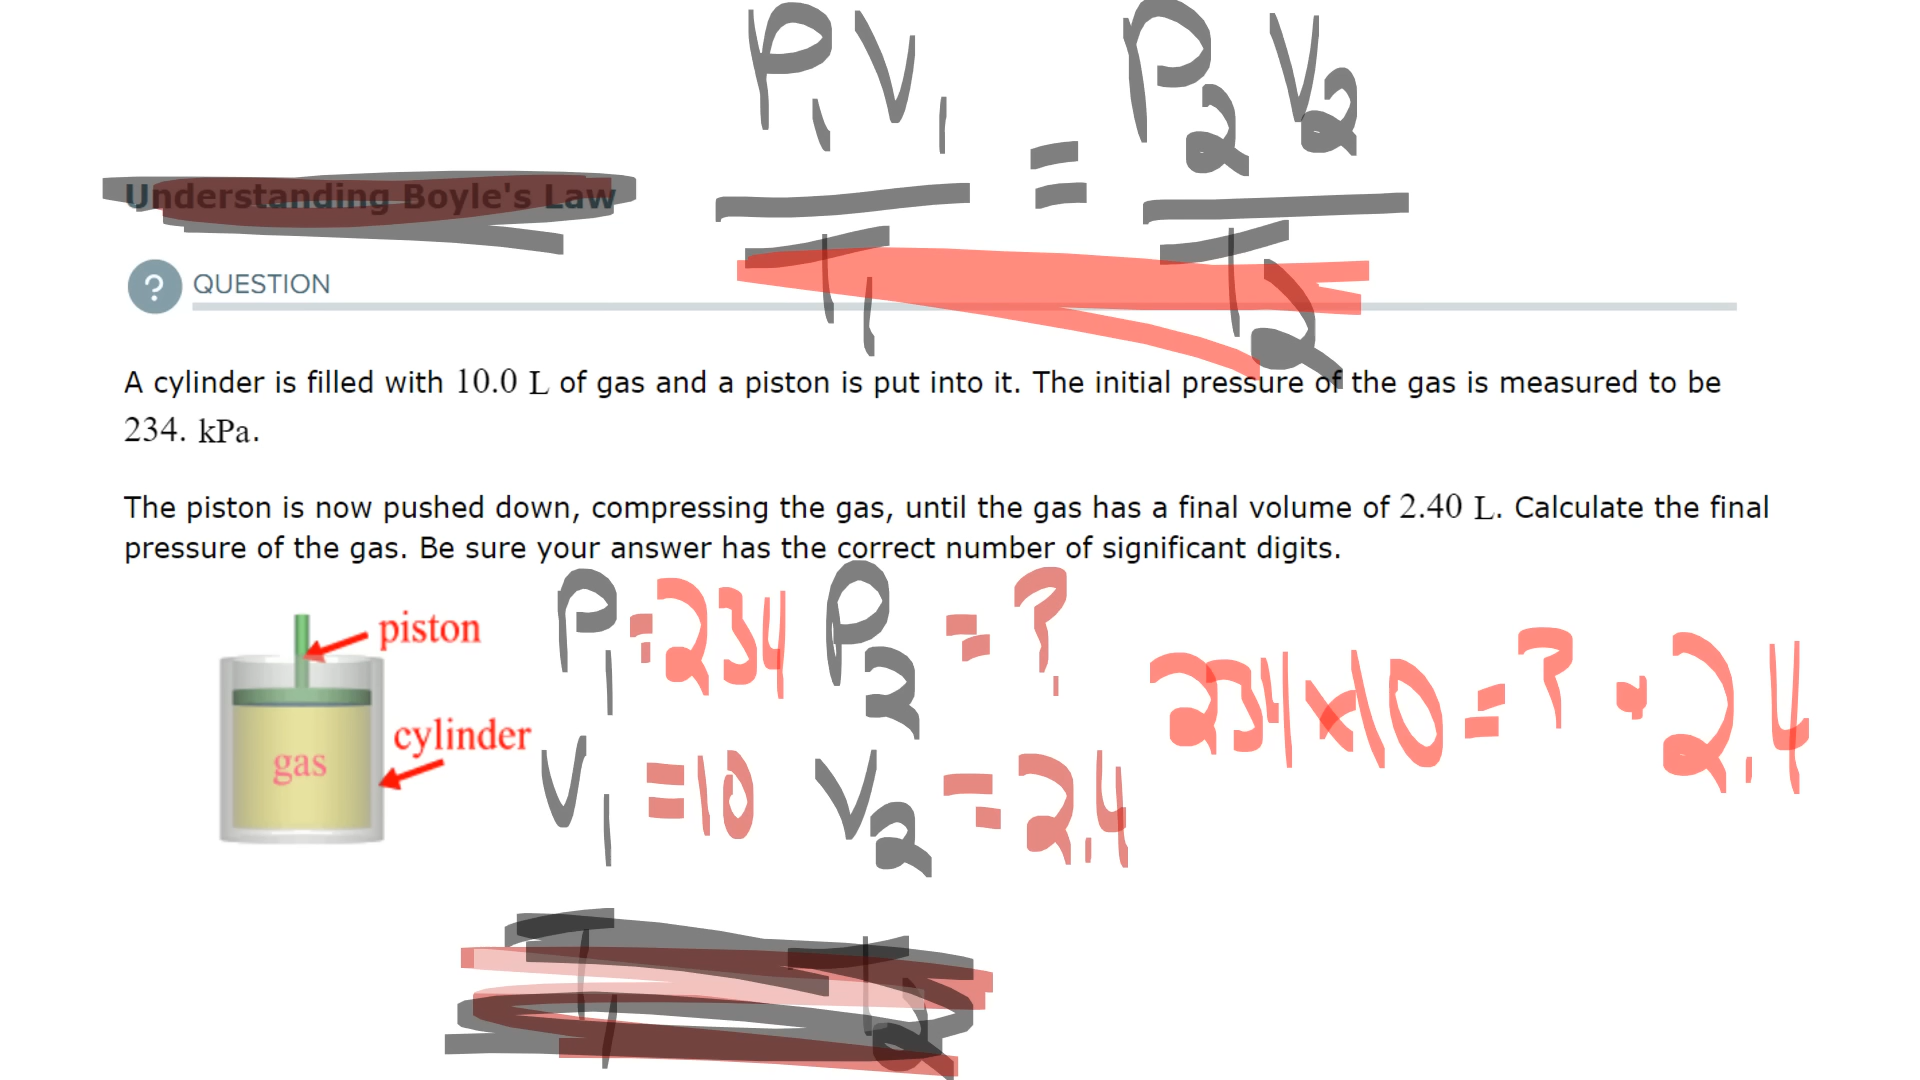 P1V1 = P2V2
Understanding Boyle's Law
T1 T2
? QUESTION
A cylinder is filled with 10.0 L of gas and a piston is put into it. The initial pressure of the gas is measured to be
234. kPa.
The piston is now pushed down, compressing the gas, until the gas has a final volume of 2.40 L. Calculate the final
pressure of the gas. Be sure your answer has the correct number of significant digits.
piston
cylinder
gas
P1 = 234 P2 = ?
V1 = 10 V2 = 2.4
234 x 10 = ? • 2.4
T1 T2